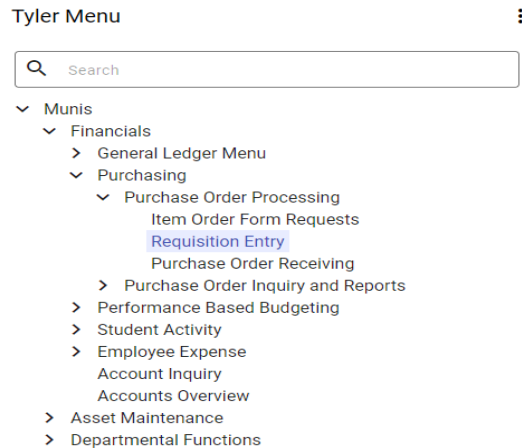 Tyler Menu
Search
Munis
Financials
General Ledger Menu
Purchasing
Purchase Order Processing
Item Order Form Requests
Requisition Entry
Purchase Order Receiving
Purchase Order Inquiry and Reports
Performance Based Budgeting
Student Activity
Employee Expense
Account Inquiry
Accounts Overview
Asset Maintenance
Departmental Functions